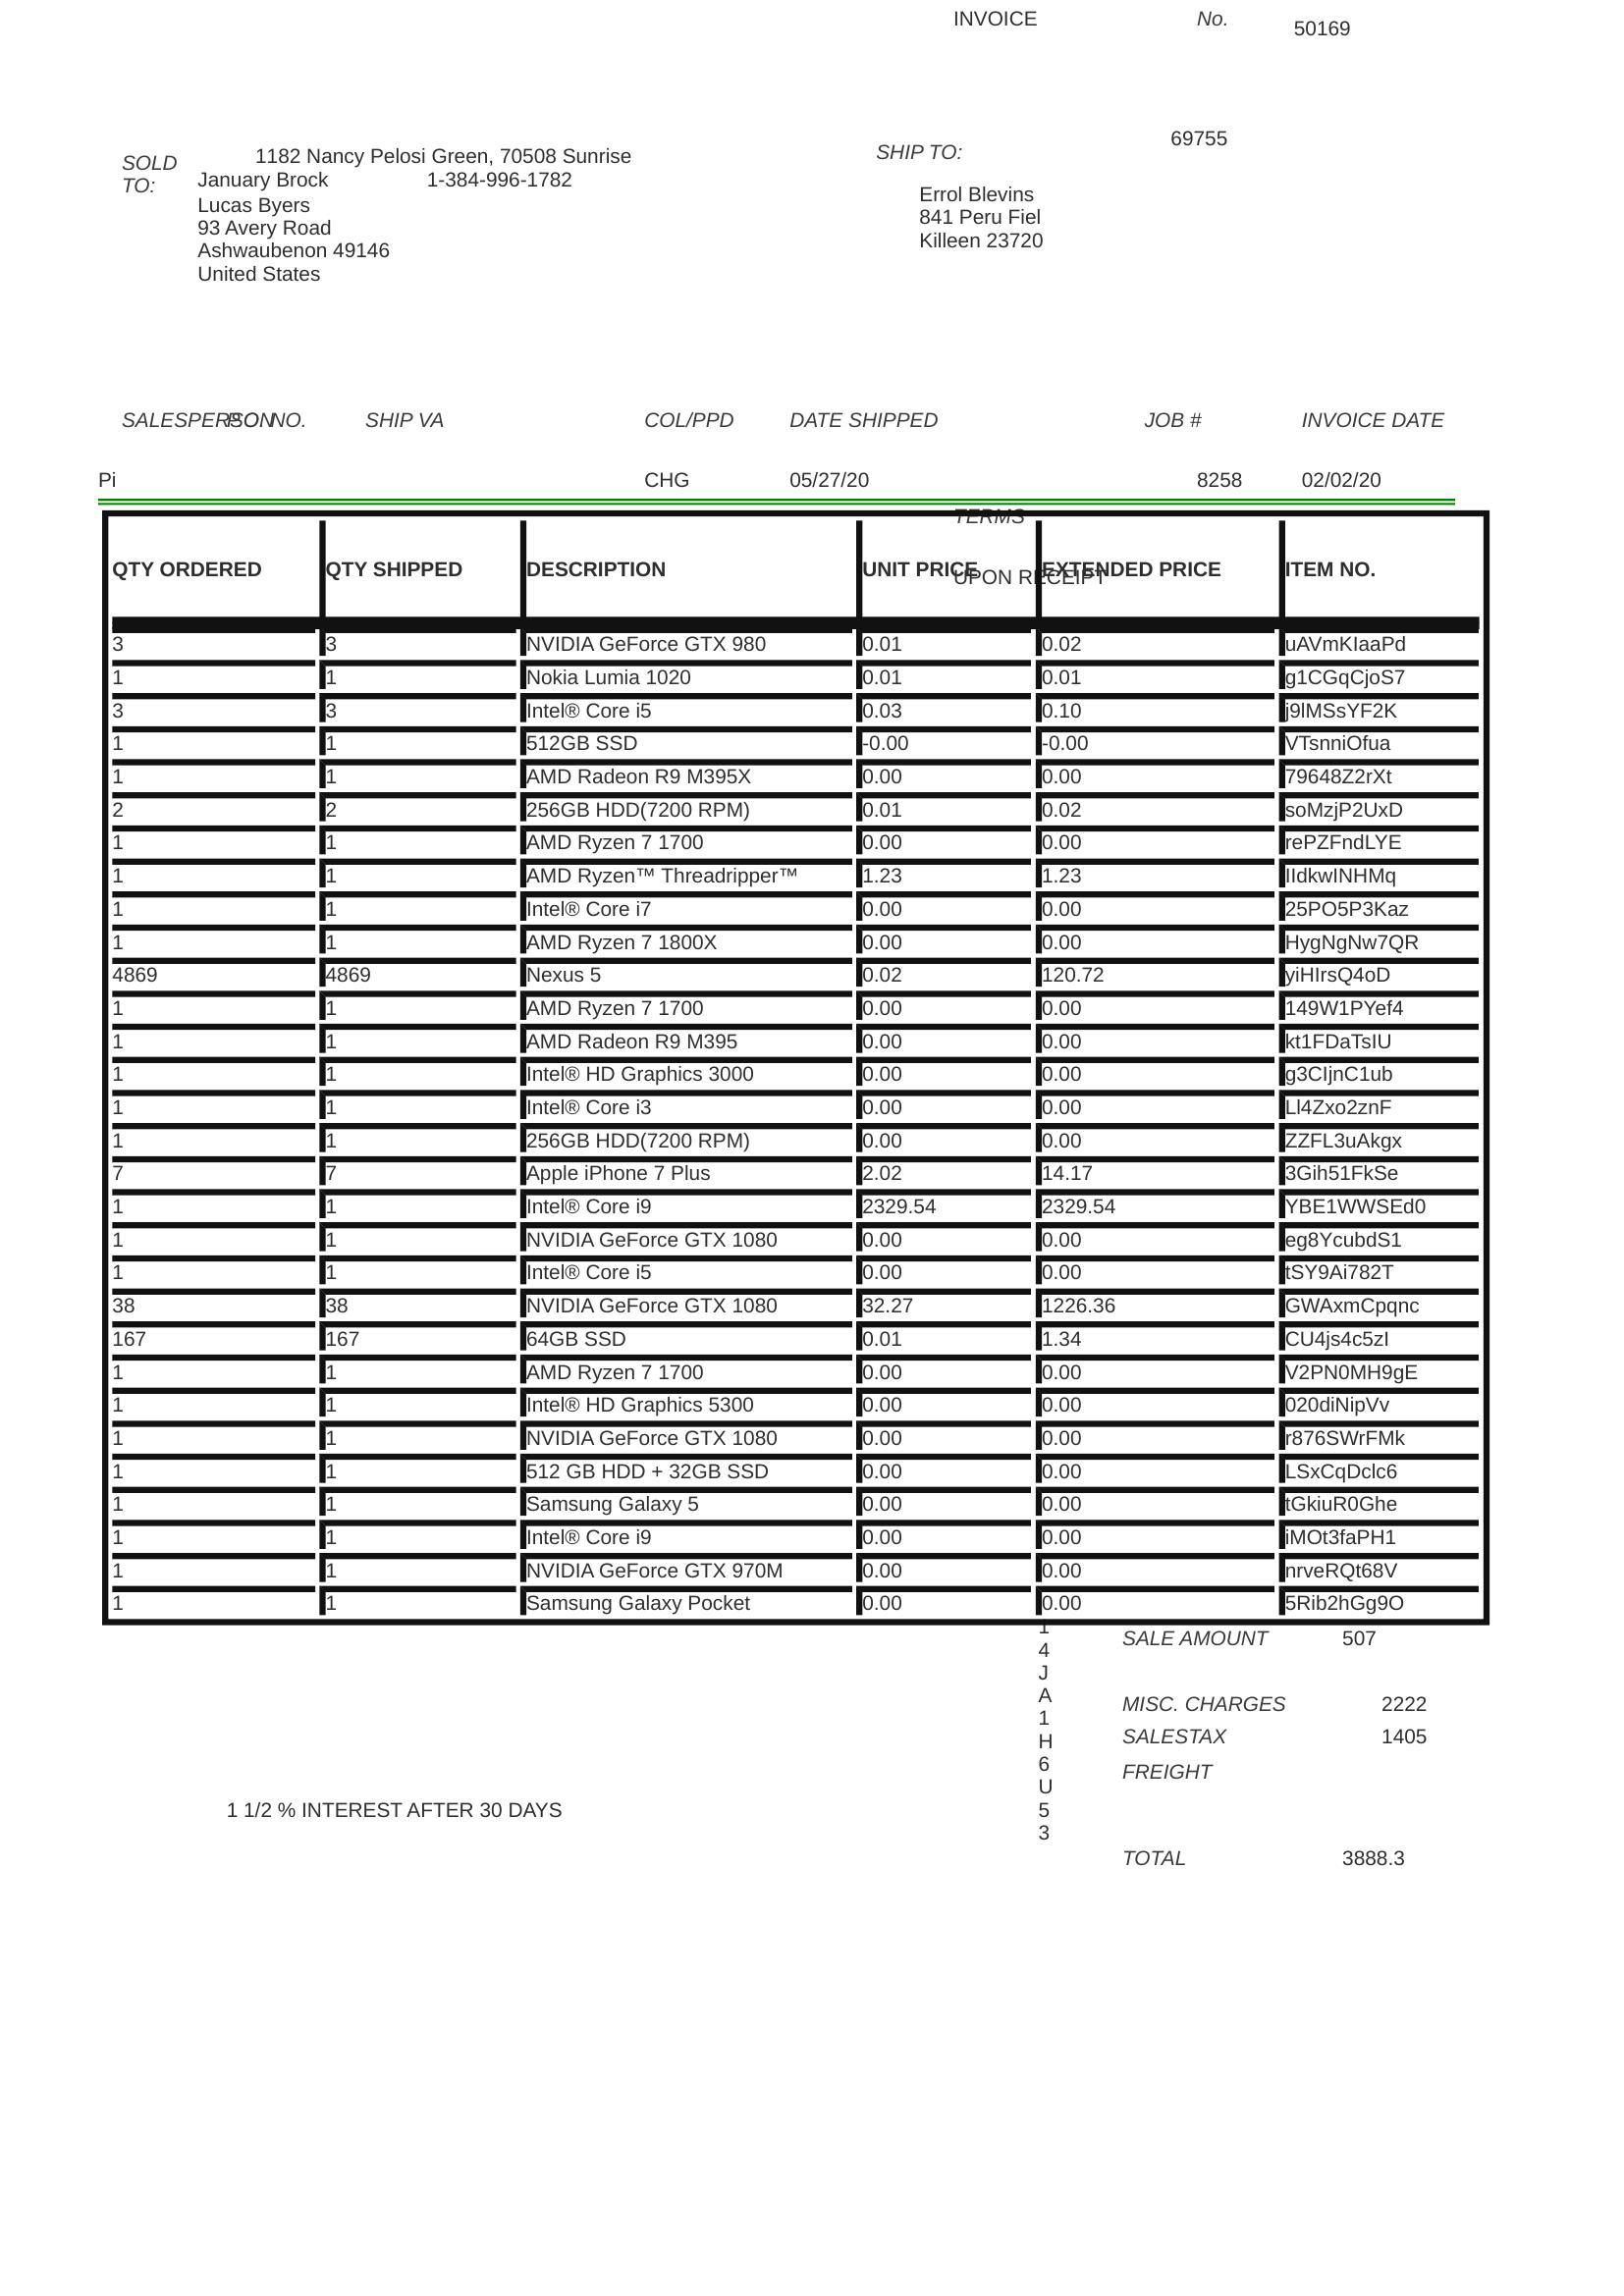 INVOICE No. 50169
69755
SOLD TO:
1182 Nancy Pelosi Green, 70508 Sunrise
January Brock 1-384-996-1782
Lucas Byers
93 Avery Road
Ashwaubenon 49146
United States
SHIP TO:
Errol Blevins
841 Peru Fiel
Killeen 23720
SALESPERSON P.O. NO. SHIP VA COL/PPD DATE SHIPPED JOB # INVOICE DATE
Pi CHG 05/27/20 8258 02/02/20
TERMS
UPON RECEIPT
QTY ORDERED QTY SHIPPED DESCRIPTION UNIT PRICE EXTENDED PRICE ITEM NO.
3 3 NVIDIA GeForce GTX 980 0.01 0.02 uAVmKIaaPd
1 1 Nokia Lumia 1020 0.01 0.01 g1CGqCjoS7
3 3 Intel® Core i5 0.03 0.10 j9lMSsYF2K
1 1 512GB SSD -0.00 -0.00 VTsnniOfua
1 1 AMD Radeon R9 M395X 0.00 0.00 79648Z2rXt
2 2 256GB HDD(7200 RPM) 0.01 0.02 soMzjP2UxD
1 1 AMD Ryzen 7 1700 0.00 0.00 rePZFndLYE
1 1 AMD Ryzen™ Threadripper™ 1.23 1.23 IIdkwINHMq
1 1 Intel® Core i7 0.00 0.00 25PO5P3Kaz
1 1 AMD Ryzen 7 1800X 0.00 0.00 HygNgNw7QR
4869 4869 Nexus 5 0.02 120.72 yiHIrsQ4oD
1 1 AMD Ryzen 7 1700 0.00 0.00 149W1PYef4
1 1 AMD Radeon R9 M395 0.00 0.00 kt1FDaTsIU
1 1 Intel® HD Graphics 3000 0.00 0.00 g3CIjnC1ub
1 1 Intel® Core i3 0.00 0.00 Ll4Zxo2znF
1 1 256GB HDD(7200 RPM) 0.00 0.00 ZZFL3uAkgx
7 7 Apple iPhone 7 Plus 2.02 14.17 3Gih51FkSe
1 1 Intel® Core i9 2329.54 2329.54 YBE1WWSEd0
1 1 NVIDIA GeForce GTX 1080 0.00 0.00 eg8YcubdS1
1 1 Intel® Core i5 0.00 0.00 tSY9Ai782T
38 38 NVIDIA GeForce GTX 1080 32.27 1226.36 GWAxmCpqnc
167 167 64GB SSD 0.01 1.34 CU4js4c5zI
1 1 AMD Ryzen 7 1700 0.00 0.00 V2PN0MH9gE
1 1 Intel® HD Graphics 5300 0.00 0.00 020diNipVv
1 1 NVIDIA GeForce GTX 1080 0.00 0.00 r876SWrFMk
1 1 512 GB HDD + 32GB SSD 0.00 0.00 LSxCqDclc6
1 1 Samsung Galaxy 5 0.00 0.00 tGkiuR0Ghe
1 1 Intel® Core i9 0.00 0.00 iMOt3faPH1
1 1 NVIDIA GeForce GTX 970M 0.00 0.00 nrveRQt68V
1 1 Samsung Galaxy Pocket 0.00 0.00 5Rib2hGg9O
1
4
J
A
1
H
6
U
5
3
SALE AMOUNT 507
MISC. CHARGES 2222
SALESTAX 1405
FREIGHT
1 1/2 % INTEREST AFTER 30 DAYS
TOTAL 3888.3